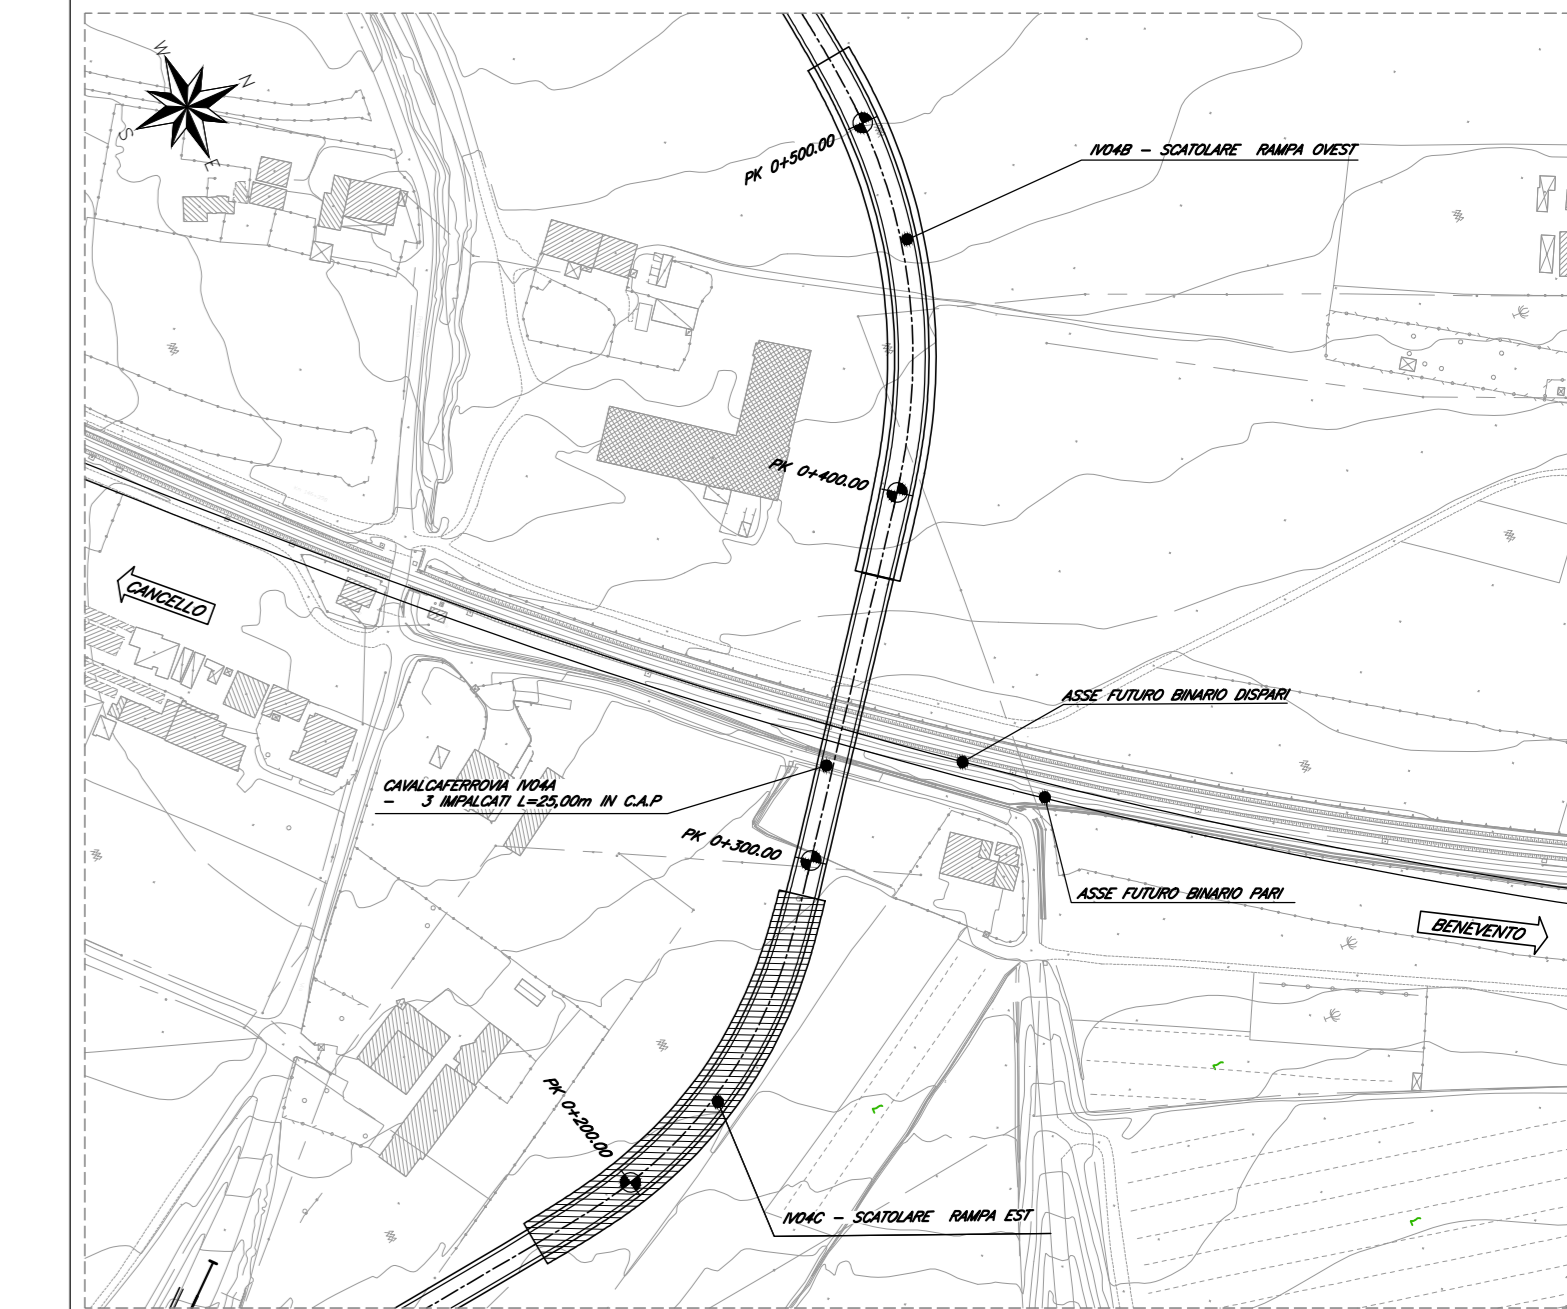 W
N
S
E
PK 0+500.00
IV04B - SCATOLARE RAMPA OVEST
PK 0+400.00
CANCELLO
ASSE FUTURO BINARIO DISPARI
CAVALCAFERROVIA IV04A
- 3 IMPALCATI L=25,00m IN C.A.P
PK 0+300.00
ASSE FUTURO BINARIO PARI
BENEVENTO
PK 0+200.00
IV04C - SCATOLARE RAMPA EST